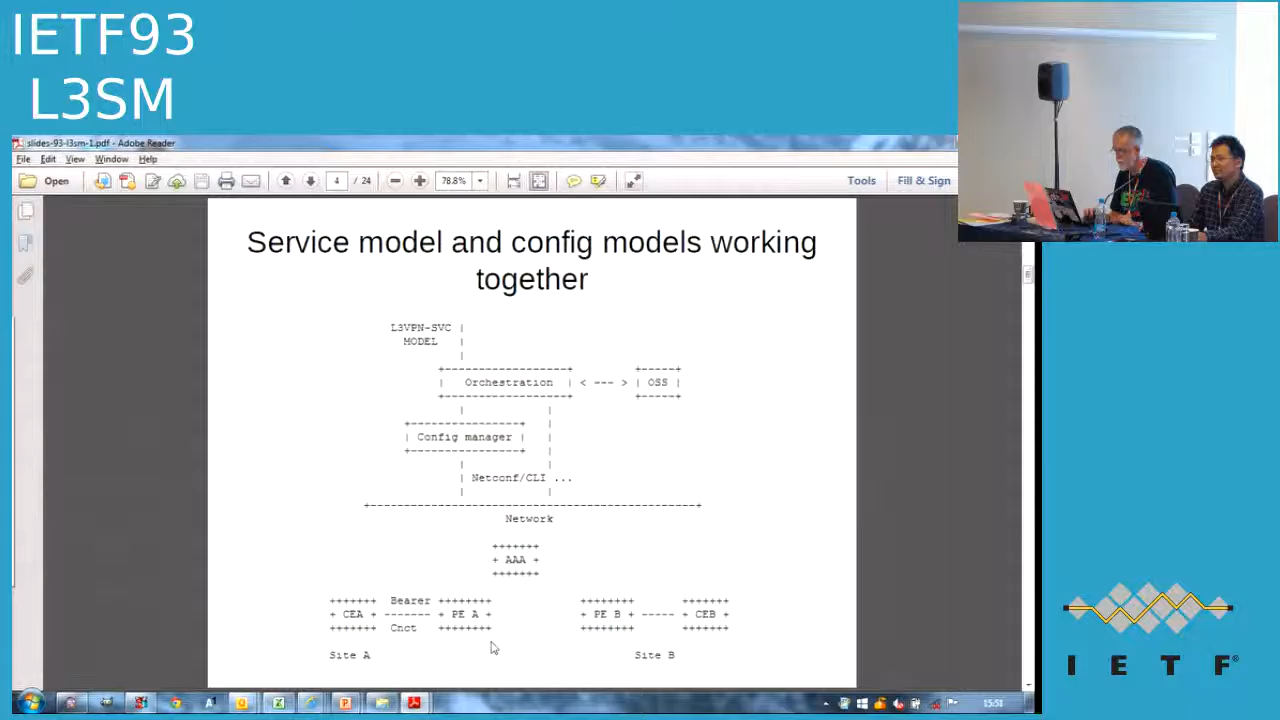 IETF93
L3SM
slides-93-l3sm-1.pdf - Adobe Reader
File Edit View Window Help
Open 4 / 24 78.8% Tools Fill & Sign
Service model and config models working
together
L3VPN-SVC |
MODEL |
|
+------------------+ +-----+
| Orchestration | < --- > | OSS |
+------------------+ +-----+
| |
+----------------+ |
| Config manager | |
+----------------+ |
| |
| Netconf/CLI ...
| |
+------------------------------------------------+
Network
+++++++
+ AAA +
+++++++
+++++++ Bearer ++++++++ ++++++++ +++++++
+ CEA + ------- + PE A + + PE B + ----- + CEB +
+++++++ Cnct ++++++++ ++++++++ +++++++
Site A Site B
15:51
I E T F®